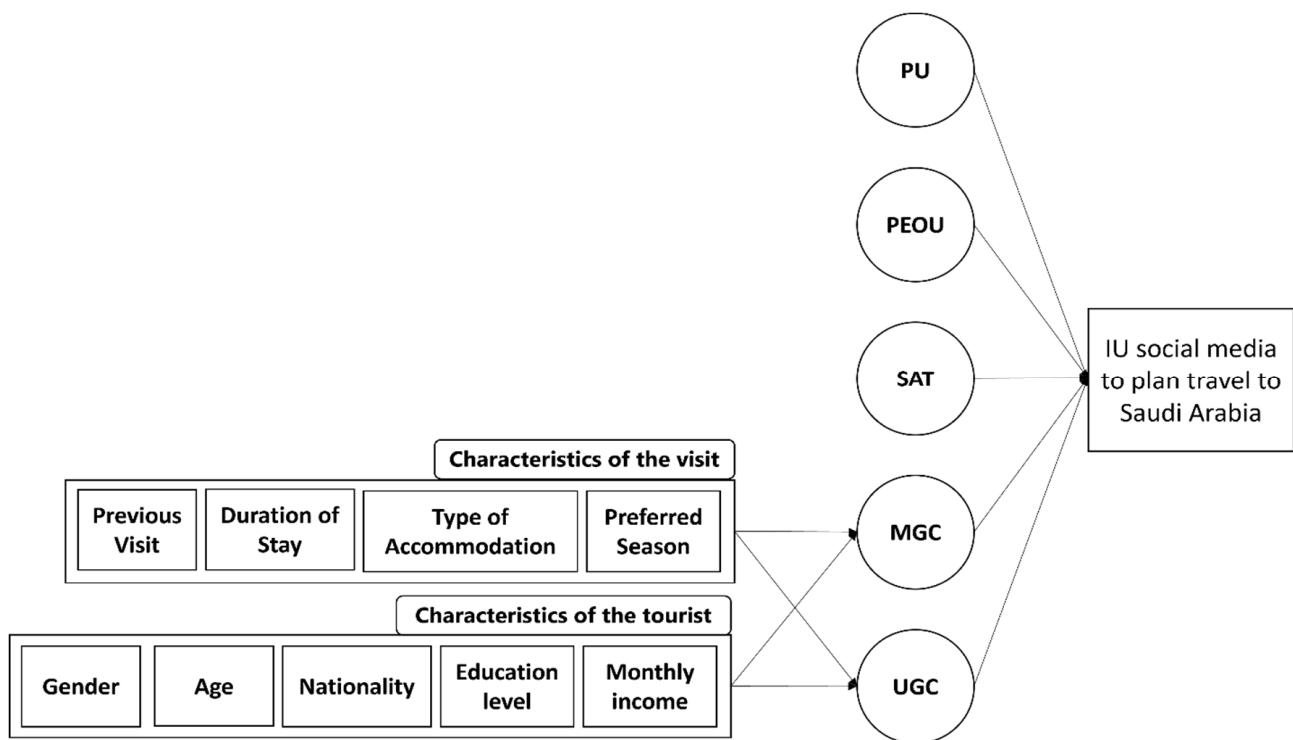 PU
PEOU
SAT
IU social media
to plan travel to
Saudi Arabia
MGC
UGC
Characteristics of the visit
Previous
Visit
Duration of
Stay
Type of
Accommodation
Preferred
Season
Characteristics of the tourist
Gender
Age
Nationality
Education
level
Monthly
income